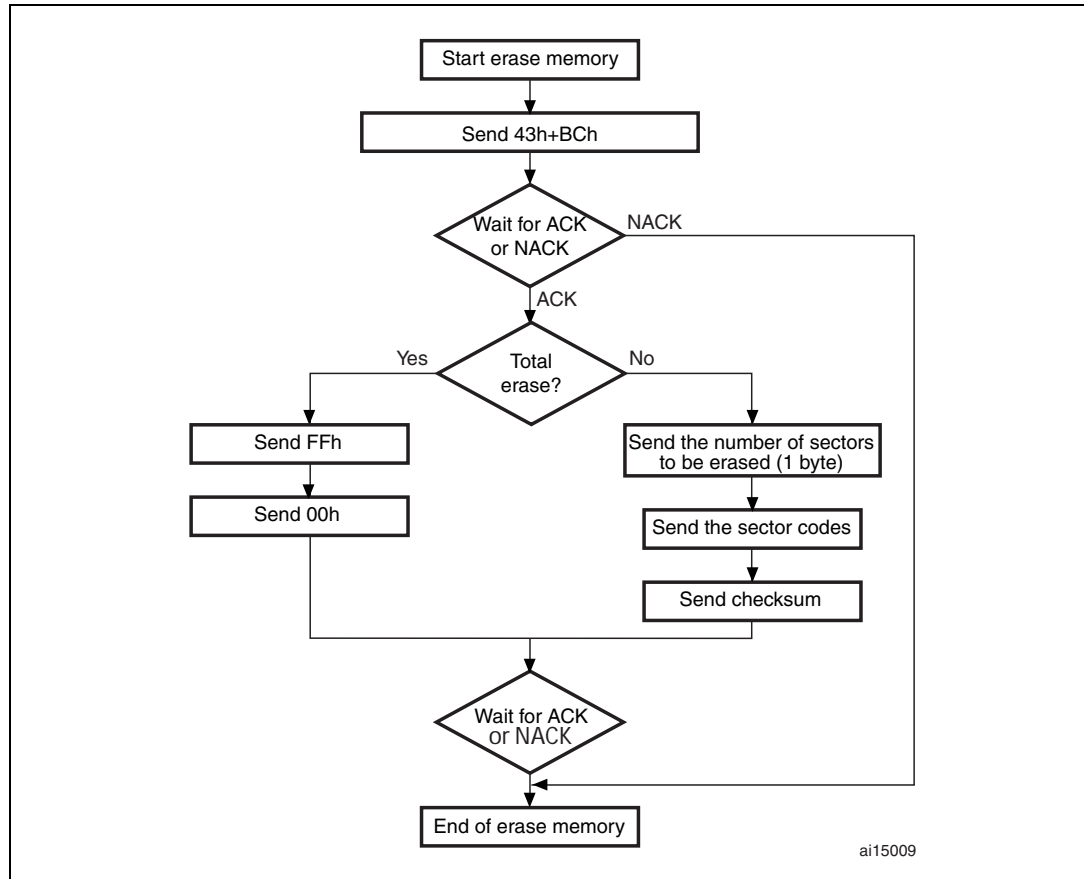 Start erase memory
Send 43h+BCh
Wait for ACK
or NACK
NACK
ACK
Yes
Total
erase?
No
Send FFh
Send the number of sectors
to be erased (1 byte)
Send 00h
Send the sector codes
Send checksum
Wait for ACK
or NACK
End of erase memory
ai15009